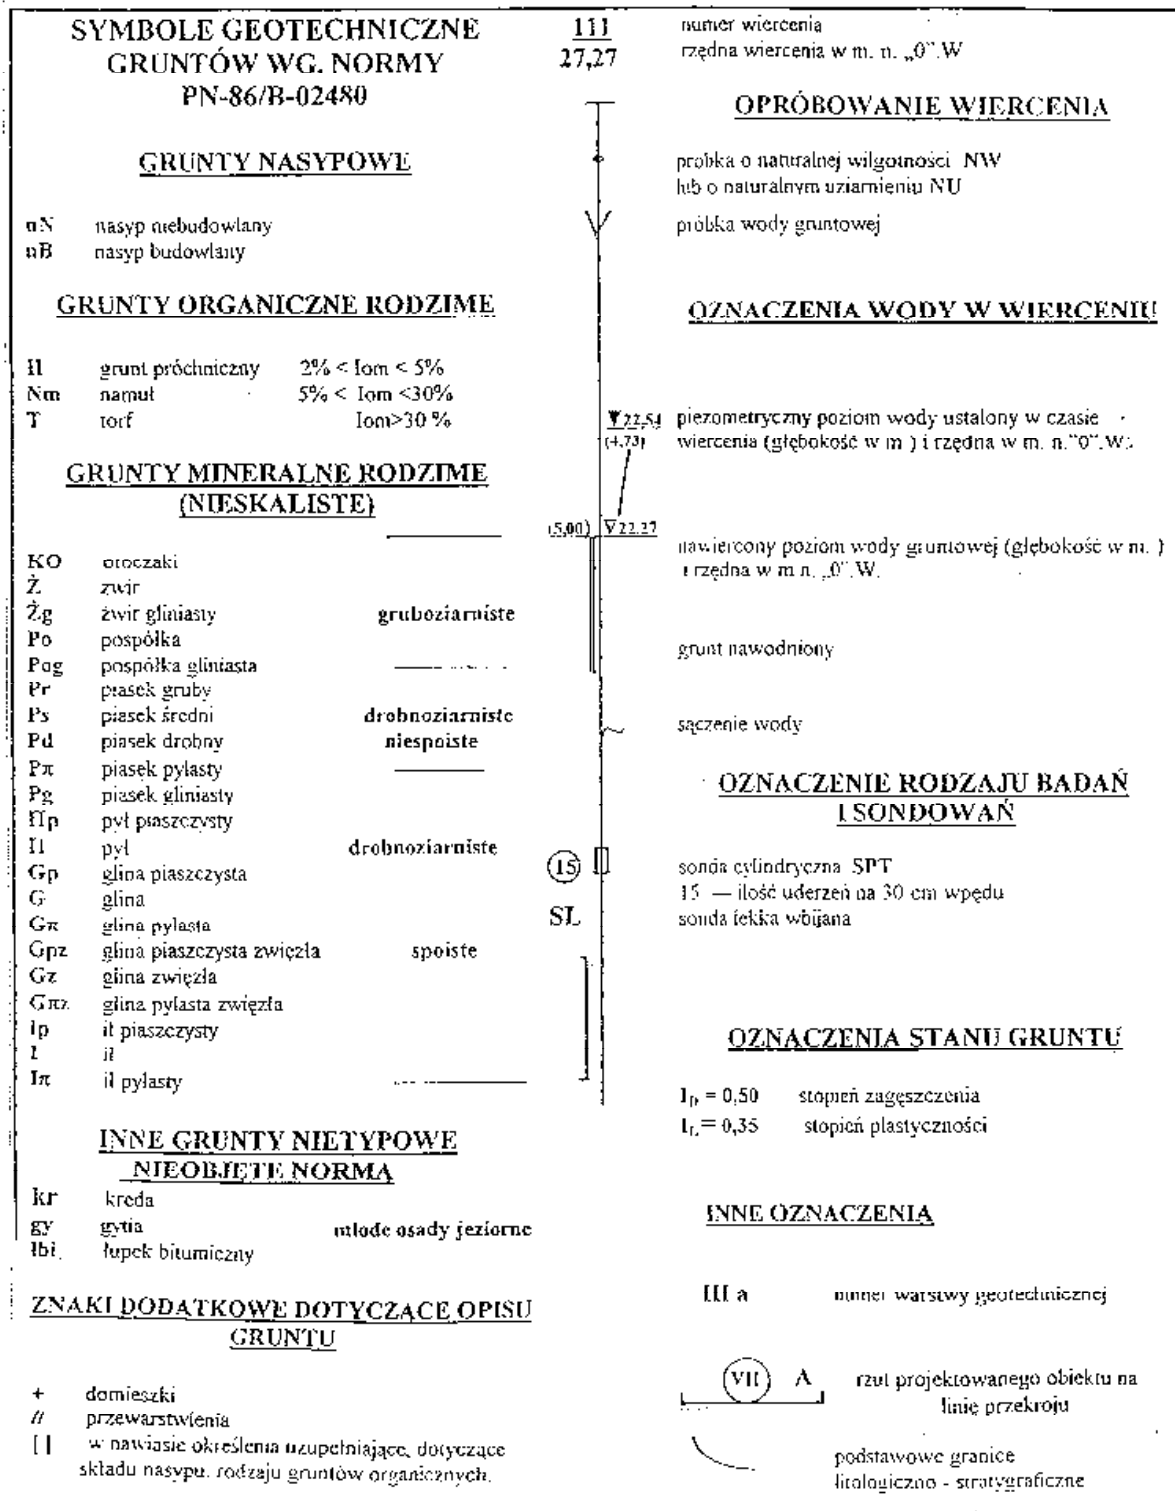 SYMBOLE GEOTECHNICZNE
GRUNTÓW WG. NORMY
PN-86/B-02480
GRUNTY NASYPOWE
nN nasyp niebudowlany
nB nasyp budowlany
GRUNTY ORGANICZNE RODZIME
H grunt próchniczny 2% < Iom < 5%
Nm namuł 5% < Iom <30%
T torf Iom>30 %
GRUNTY MINERALNE RODZIME
(NIESKALISTE)
KO otoczaki
Ż żwir
Żg żwir gliniasty gruboziarniste
Po pospółka
Pog pospółka gliniasta
Pr piasek gruby
Ps piasek średni drobnoziarniste
Pd piasek drobny niespoiste
Pπ piasek pylasty
Pg piasek gliniasty
Πp pył piaszczysty
Π pył drobnoziarniste
Gp glina piaszczysta
G glina
Gπ glina pylasta
Gpz glina piaszczysta zwięzła spoiste
Gz glina zwięzła
Gπz glina pylasta zwięzła
Ip ił piaszczysty
I ił
Iπ ił pylasty
INNE GRUNTY NIETYPOWE
NIEOBJĘTE NORMĄ
kr kreda
gy gytia młode osady jeziorne
łbi. łupek bitumiczny
ZNAKI DODATKOWE DOTYCZĄCE OPISU
GRUNTU
+ domieszki
// przewarstwienia
[ ] w nawiasie określenia uzupełniające, dotyczące
składu nasypu, rodzaju gruntów organicznych.
111 numer wiercenia
27,27 rzędna wiercenia w m. n. „0”.W
OPRÓBOWANIE WIERCENIA
próbka o naturalnej wilgotności NW
lub o naturalnym uziarnieniu NU
próbka wody gruntowej
OZNACZENIA WODY W WIERCENIU
22,54 piezometryczny poziom wody ustalony w czasie
(4,73) wiercenia (głębokość w m ) i rzędna w m. n.“0”.W.
(5,00) 22.27
nawiercony poziom wody gruntowej (głębokość w m. )
i rzędna w m n. „0”.W.
grunt nawodniony
sączenie wody
OZNACZENIE RODZAJU BADAŃ
I SONDOWAŃ
15 sonda cylindryczna SPT
15 — ilość uderzeń na 30 cm wpędu
SL sonda lekka wbijana
OZNACZENIA STANU GRUNTU
I_D = 0,50 stopień zagęszczenia
I_L = 0,35 stopień plastyczności
INNE OZNACZENIA
III a numer warstwy geotechnicznej
VII A rzut projektowanego obiektu na
linię przekroju
podstawowe granice
litologiczno - stratygraficzne